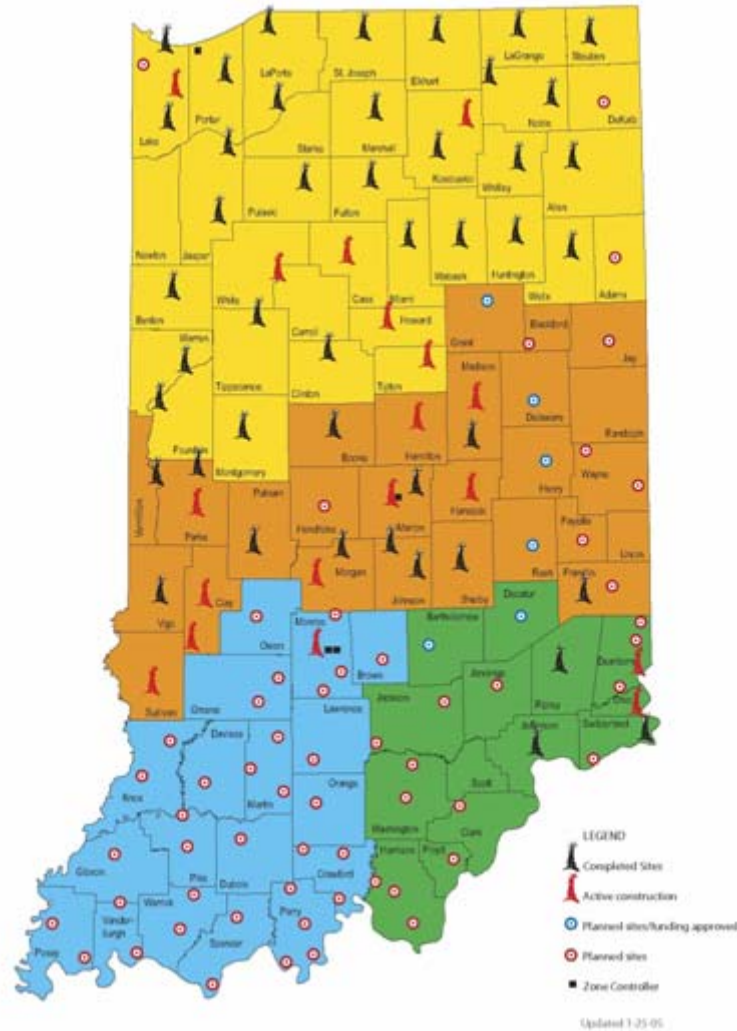 LaPorte
St. Joseph
Elkhart
LaGrange
Steuben
Lake
Porter
Starke
Marshall
Kosciusko
Noble
DeKalb
Whitley
Allen
Newton
Jasper
Pulaski
Fulton
Benton
White
Cass
Miami
Wabash
Huntington
Wells
Adams
Warren
Carroll
Howard
Grant
Blackford
Jay
Tippecanoe
Clinton
Tipton
Madison
Delaware
Randolph
Fountain
Montgomery
Boone
Hamilton
Henry
Wayne
Vermillion
Parke
Putnam
Hendricks
Marion
Hancock
Fayette
Union
Vigo
Clay
Morgan
Johnson
Shelby
Rush
Franklin
Owen
Monroe
Brown
Bartholomew
Decatur
Sullivan
Greene
Lawrence
Jackson
Jennings
Ripley
Dearborn
Ohio
Switzerland
Jefferson
Knox
Daviess
Martin
Orange
Washington
Scott
Clark
Gibson
Pike
Dubois
Crawford
Harrison
Floyd
Posey
Vander-
burgh
Warrick
Spencer
Perry
LEGEND
Completed Sites
Active construction
Planned sites/funding approved
Planned sites
Zone Controller
Updated 1-25-05